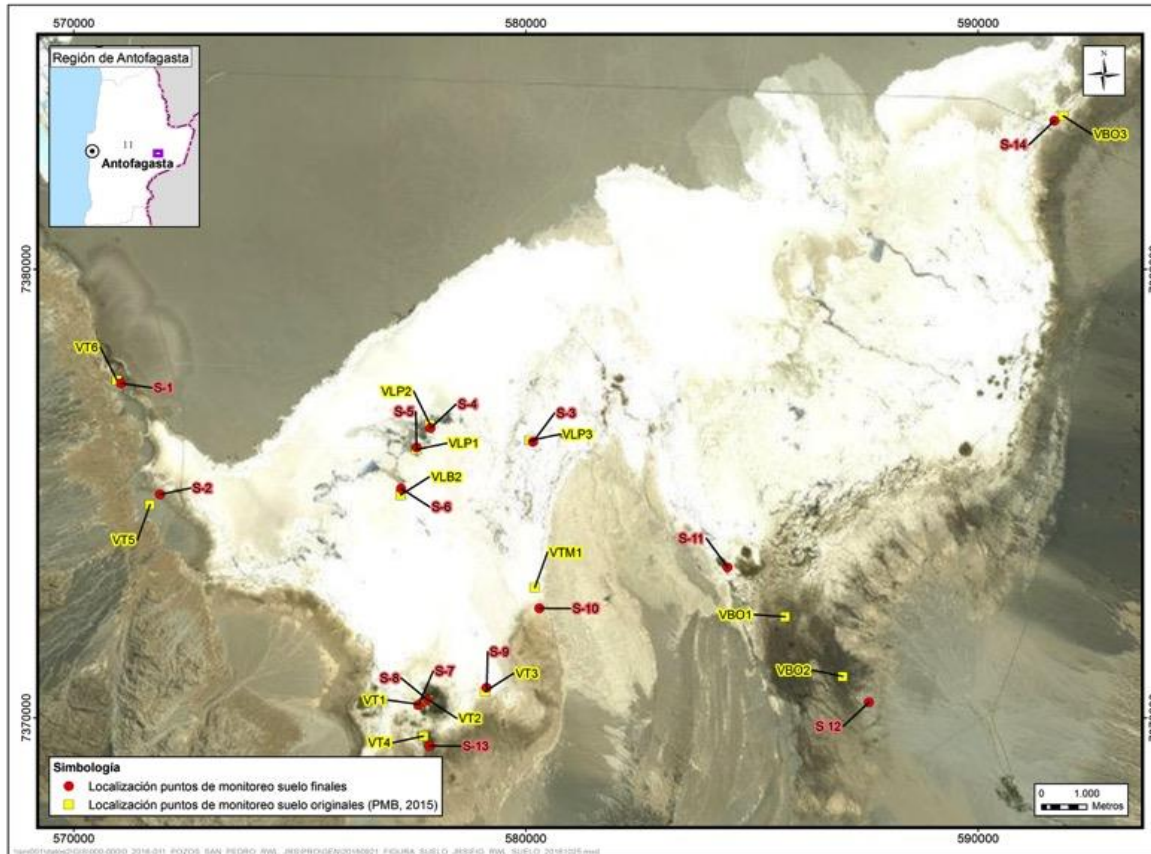 570000
580000
590000
Región de Antofagasta
N
II
Antofagasta
VBO3
S-14
7380000
VT6
S-1
VLP2
S-5
S-4
S-3
VLP1
VLP3
VLB2
S-2
S-6
VT5
VTM1
S-11
S-10
VBO1
S-9
S-7
S-8
VT3
VBO2
VT1
VT2
S 12
7370000
VT4
S-13
Simbología
Localización puntos de monitoreo suelo finales
Localización puntos de monitoreo suelo originales (PMB, 2015)
0 1.000
Metros
570000
580000
590000